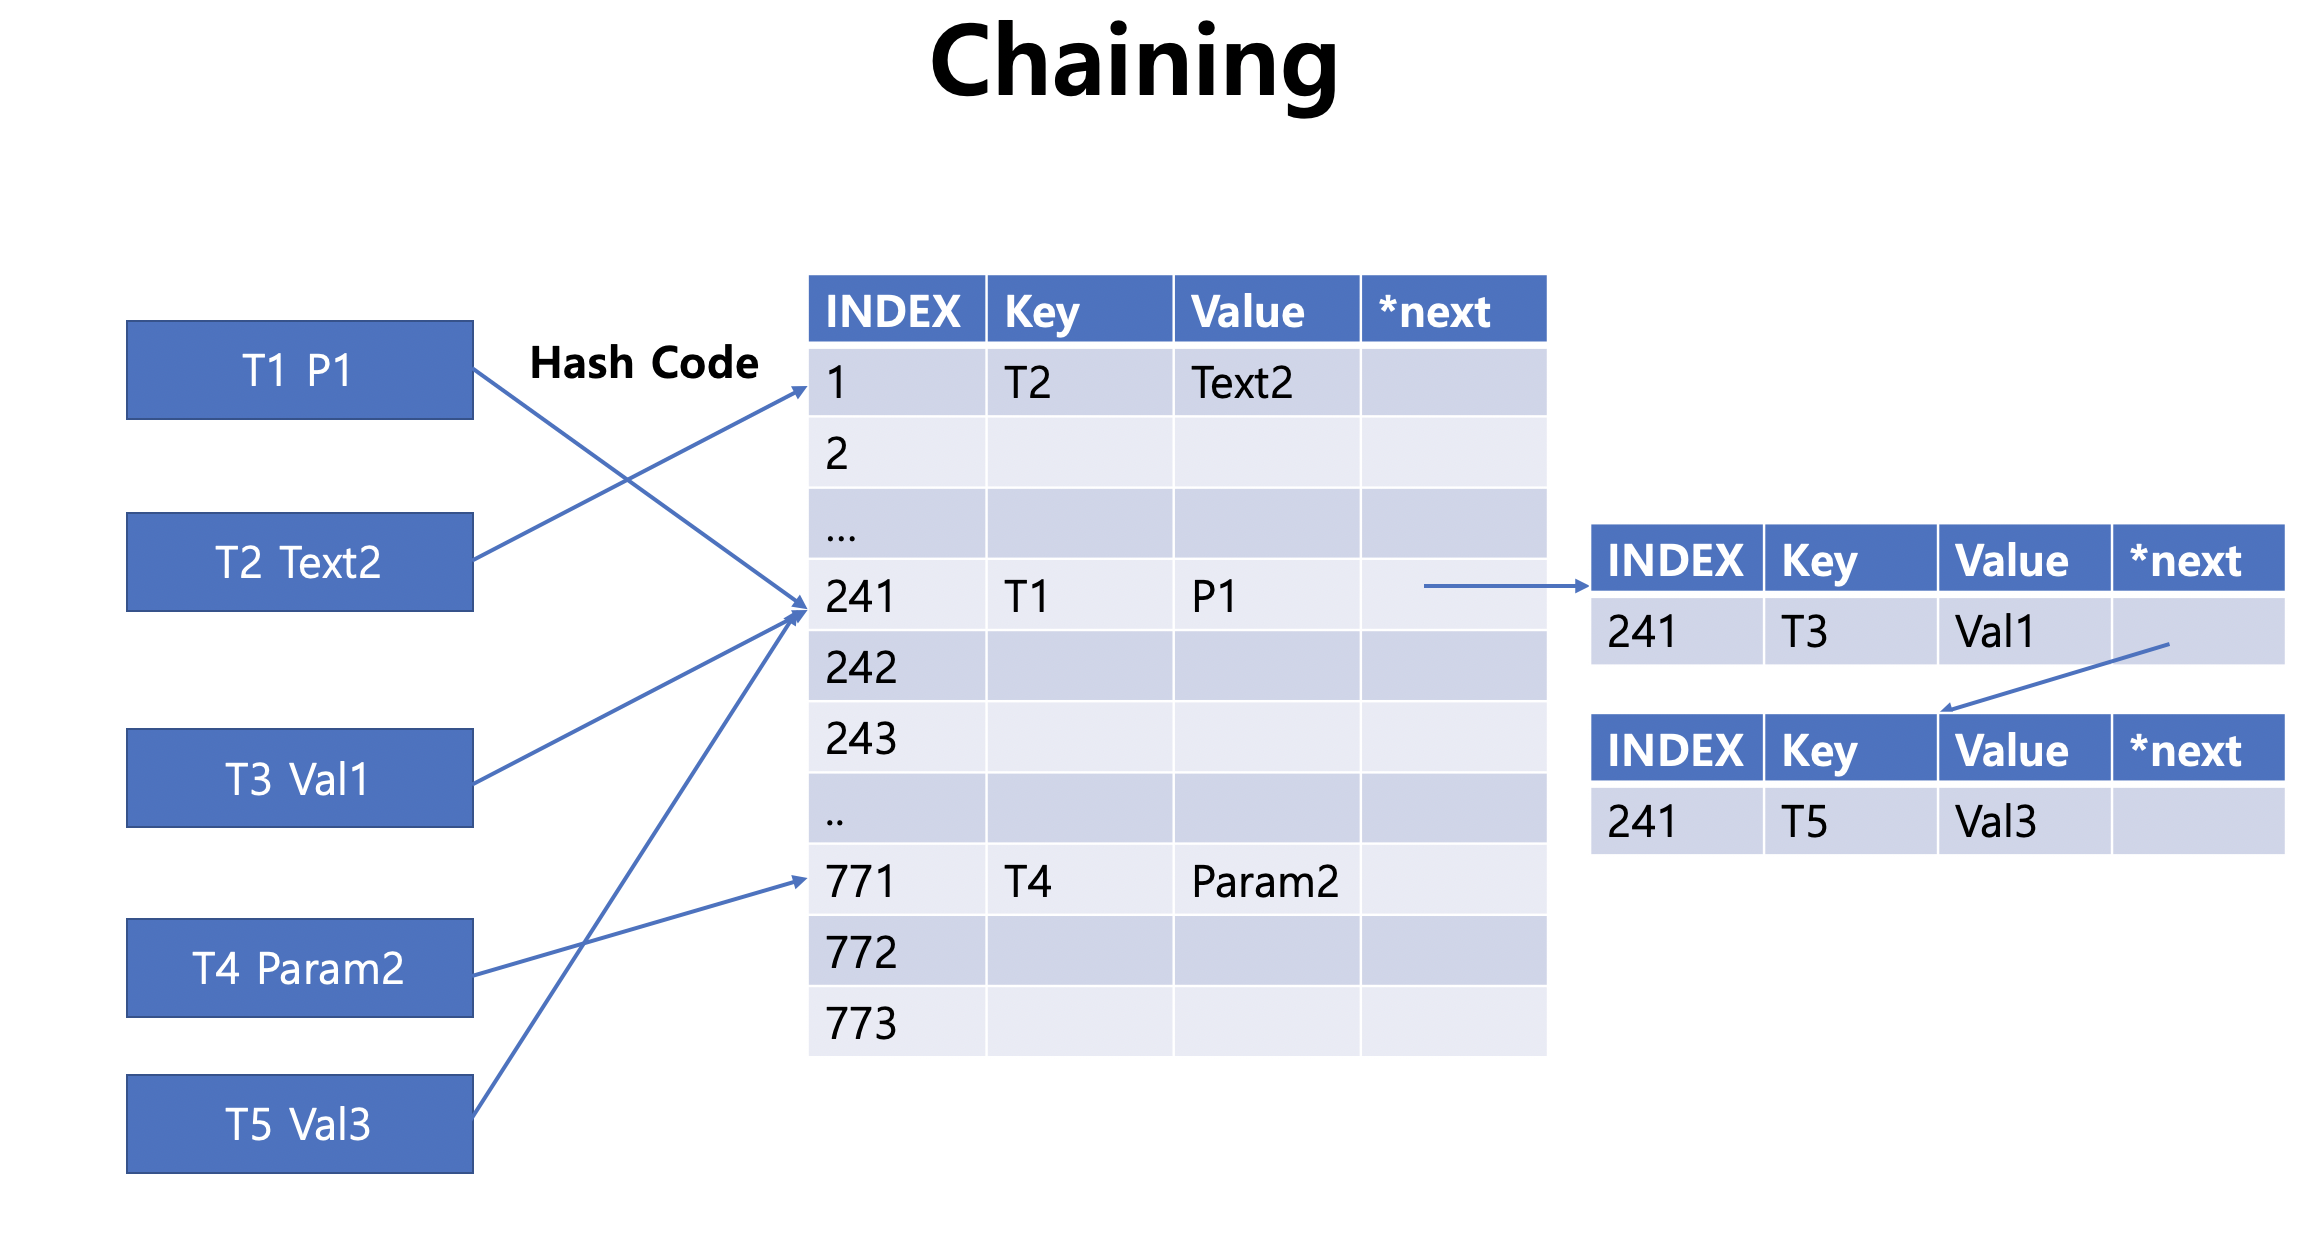 Chaining
Hash Code
T1 P1
T2 Text2
T3 Val1
T4 Param2
T5 Val3
INDEX Key Value *next
1 T2 Text2
2
...
241 T1 P1
242
243
..
771 T4 Param2
772
773
INDEX Key Value *next
241 T3 Val1
INDEX Key Value *next
241 T5 Val3